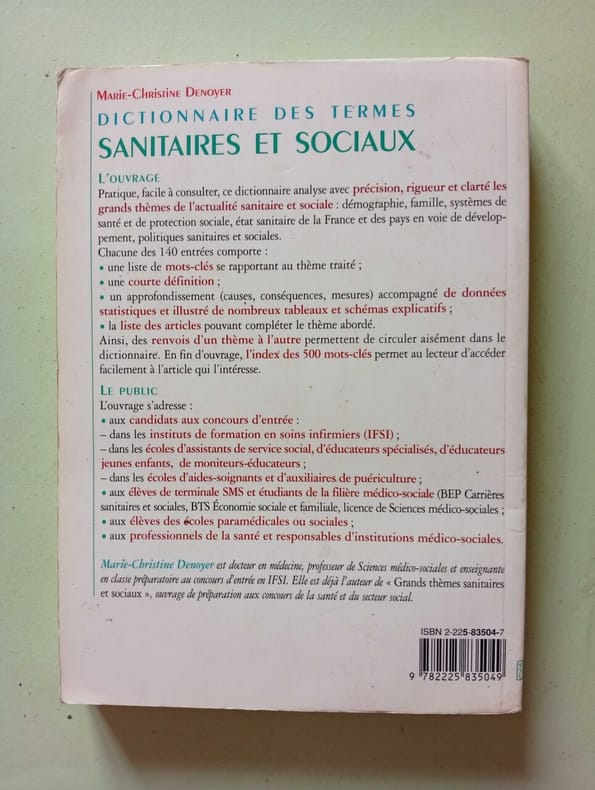 MARIE-CHRISTINE DENOYER
DICTIONNAIRE DES TERMES
SANITAIRES ET SOCIAUX
L'OUVRAGE
Pratique, facile à consulter, ce dictionnaire analyse avec précision, rigueur et clarté les
grands thèmes de l'actualité sanitaire et sociale : démographie, famille, systèmes de
santé et de protection sociale, état sanitaire de la France et des pays en voie de dévelop-
pement, politiques sanitaires et sociales.
Chacune des 140 entrées comporte :
• une liste de mots-clés se rapportant au thème traité ;
• une courte définition ;
• un approfondissement (causes, conséquences, mesures) accompagné de données
statistiques et illustré de nombreux tableaux et schémas explicatifs ;
• la liste des articles pouvant compléter le thème abordé.
Ainsi, des renvois d'un thème à l'autre permettent de circuler aisément dans le
dictionnaire. En fin d'ouvrage, l'index des 500 mots-clés permet au lecteur d'accéder
facilement à l'article qui l'intéresse.
LE PUBLIC
L'ouvrage s'adresse :
• aux candidats aux concours d'entrée :
– dans les instituts de formation en soins infirmiers (IFSI) ;
– dans les écoles d'assistants de service social, d'éducateurs spécialisés, d'éducateurs
jeunes enfants, de moniteurs-éducateurs ;
– dans les écoles d'aides-soignants et d'auxiliaires de puériculture ;
• aux élèves de terminale SMS et étudiants de la filière médico-sociale (BEP Carrières
sanitaires et sociales, BTS Économie sociale et familiale, licence de Sciences médico-sociales ;
• aux élèves des écoles paramédicales ou sociales ;
• aux professionnels de la santé et responsables d'institutions médico-sociales.
Marie-Christine Denoyer est docteur en médecine, professeur de Sciences médico-sociales et enseignante
en classe préparatoire au concours d'entrée en IFSI. Elle est déjà l'auteur de « Grands thèmes sanitaires
et sociaux », ouvrage de préparation aux concours de la santé et du secteur social.
ISBN 2-225-83504-7
9 782225 835049